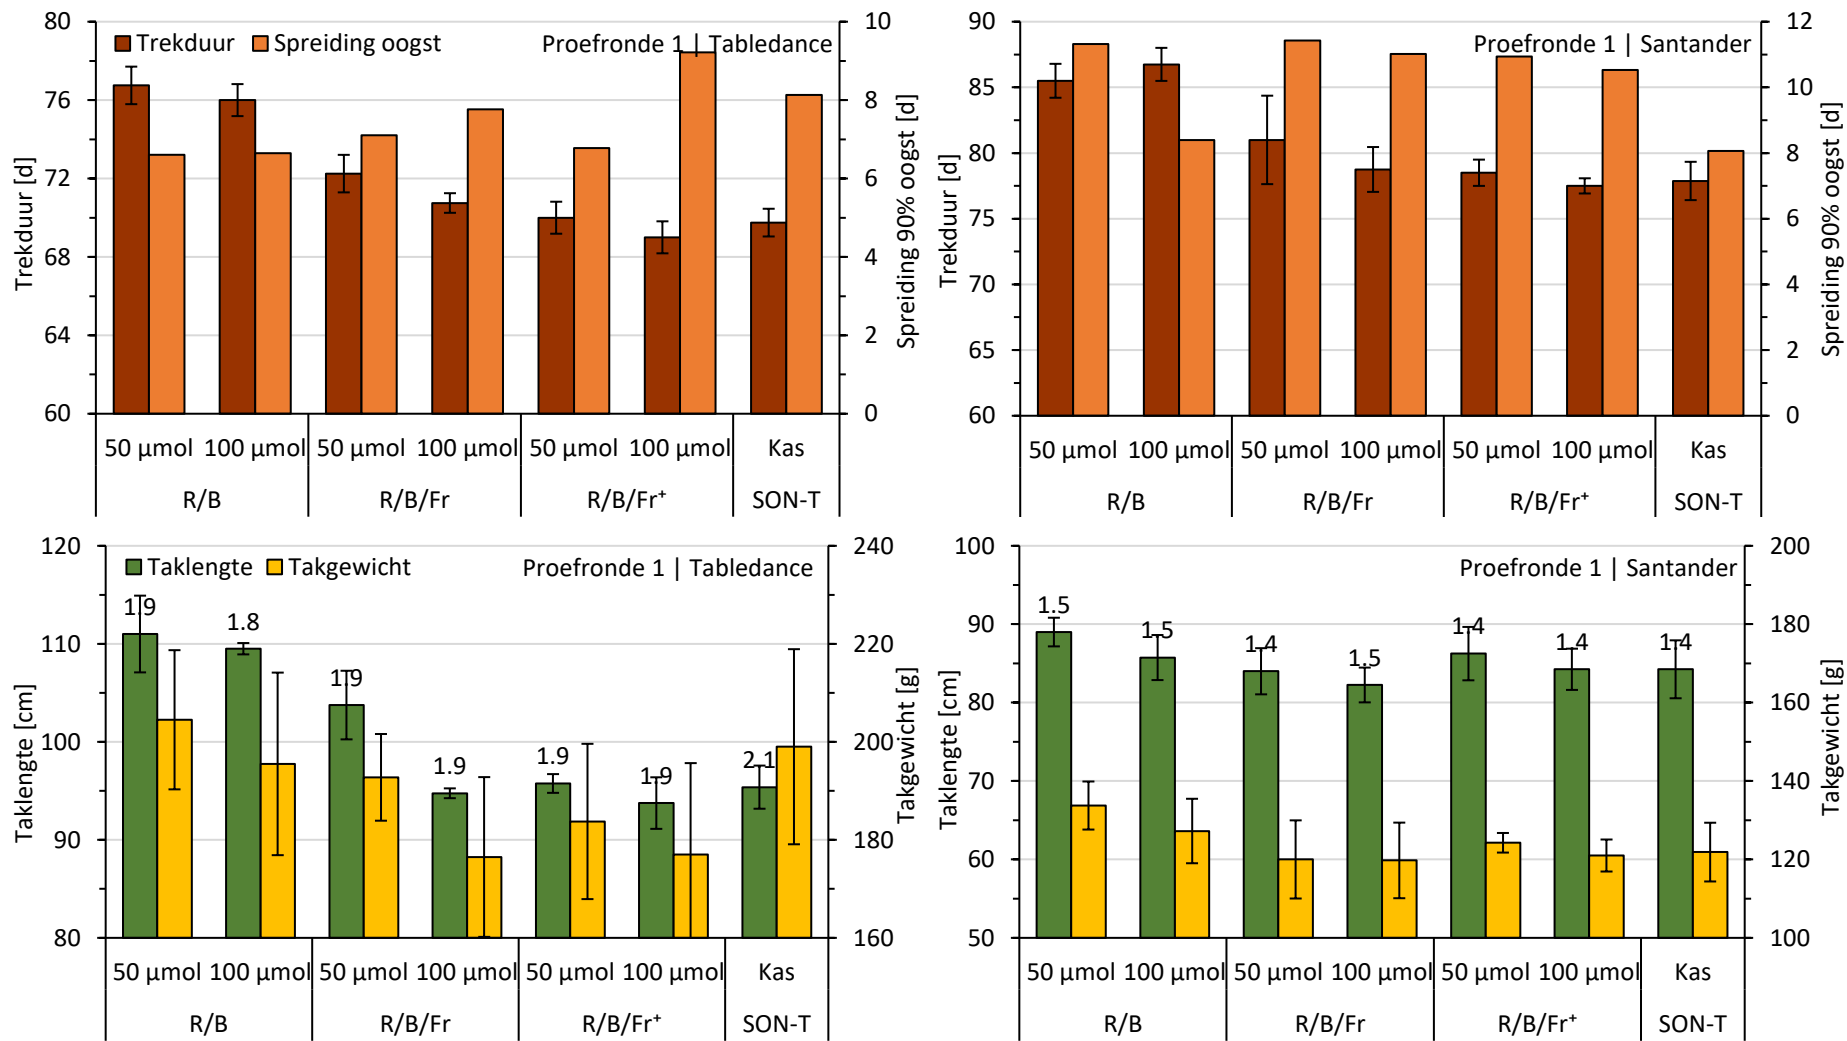 Trekduur Spreiding oogst Proefronde 1 | Tabledance
Trekduur [d]
80
76
72
68
64
60
10
8
6
4
2
0
Spreiding 90% oogst [d]
50 µmol 100 µmol 50 µmol 100 µmol 50 µmol 100 µmol Kas
R/B R/B/Fr R/B/Fr⁺ SON-T
Proefronde 1 | Santander
Trekduur [d]
90
85
80
75
70
65
60
12
10
8
6
4
2
0
Spreiding 90% oogst [d]
50 µmol 100 µmol 50 µmol 100 µmol 50 µmol 100 µmol Kas
R/B R/B/Fr R/B/Fr⁺ SON-T
Taklengte Takgewicht Proefronde 1 | Tabledance
Taklengte [cm]
120
110
100
90
80
1.9 1.8 1.9 1.9 1.9 1.9 2.1
240
220
200
180
160
Takgewicht [g]
50 µmol 100 µmol 50 µmol 100 µmol 50 µmol 100 µmol Kas
R/B R/B/Fr R/B/Fr⁺ SON-T
Proefronde 1 | Santander
Taklengte [cm]
100
90
80
70
60
50
1.5 1.5 1.4 1.5 1.4 1.4 1.4
200
180
160
140
120
100
Takgewicht [g]
50 µmol 100 µmol 50 µmol 100 µmol 50 µmol 100 µmol Kas
R/B R/B/Fr R/B/Fr⁺ SON-T